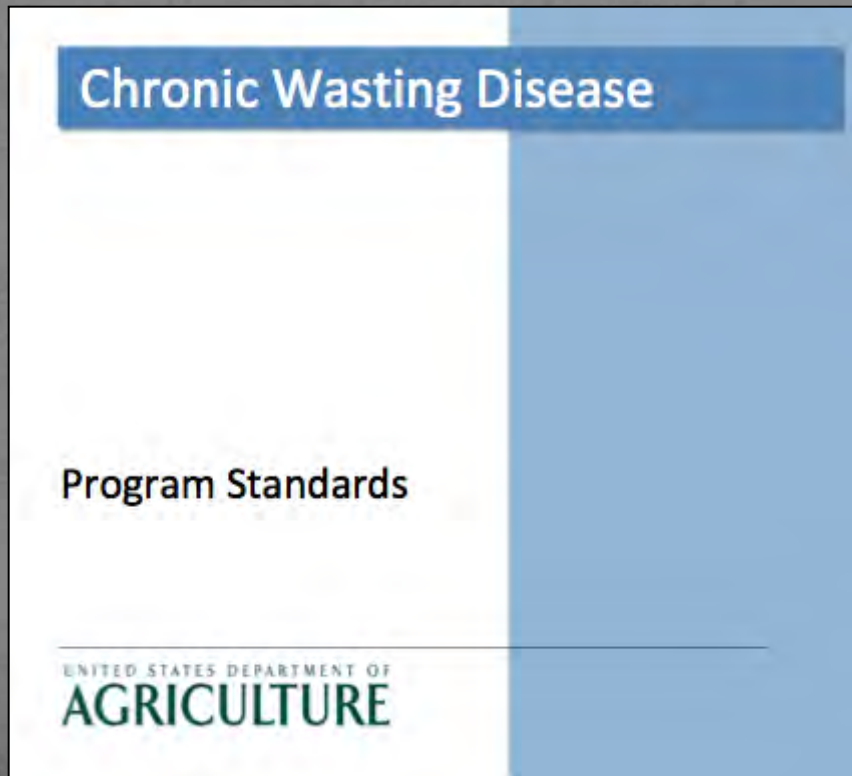 Chronic Wasting Disease
Program Standards
UNITED STATES DEPARTMENT OF
AGRICULTURE